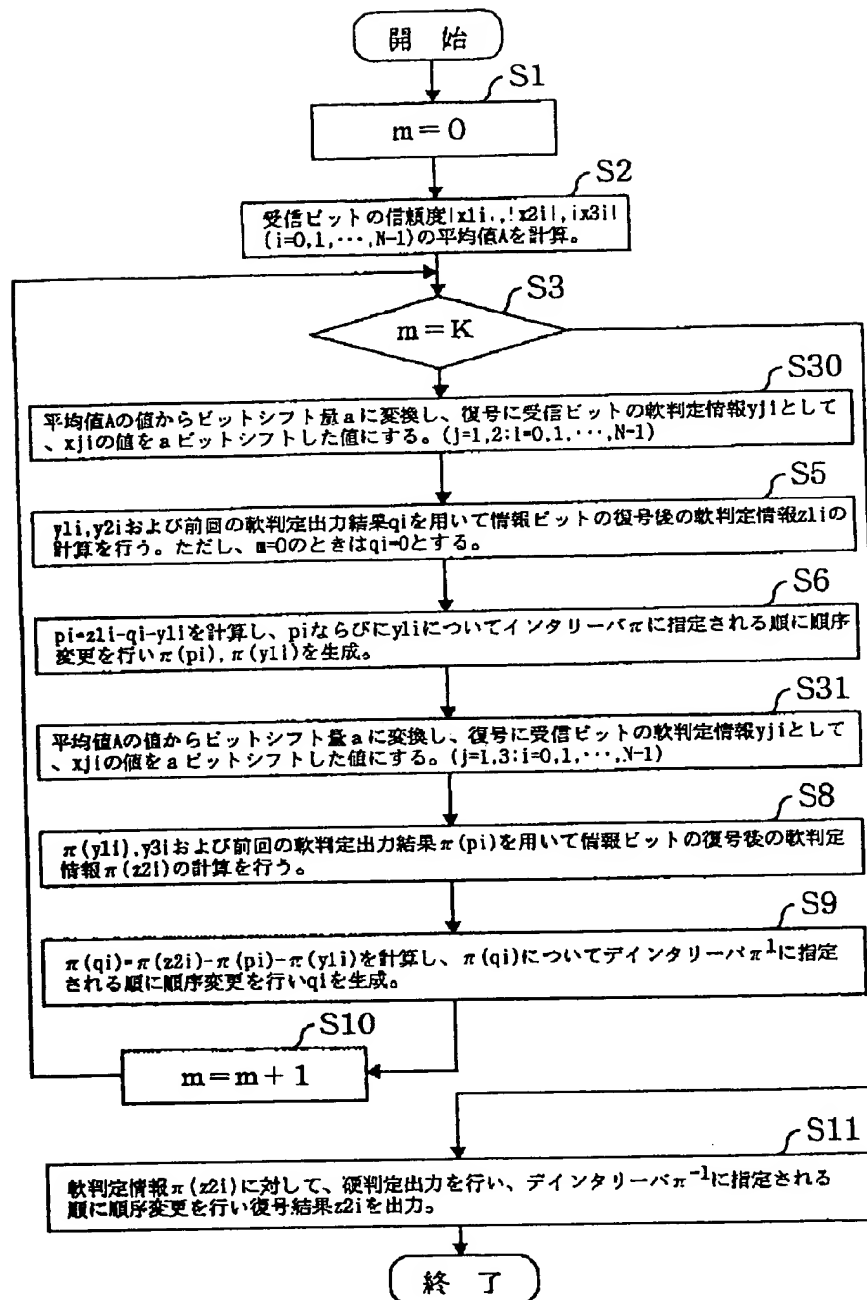 開 始
S1
m=0
S2
受信ビットの信頼度|x1i.,!x2i|,|x3i|
(i=0,1,···,N-1)の平均値Aを計算。
S3
m=K
S30
平均値Aの値からビットシフト量aに変換し、復号に受信ビットの軟判定情報yjiとして
、xjiの値をaビットシフトした値にする。(j=1,2:i=0,1,···,N-1)
S5
y1i,y2iおよび前回の軟判定出力結果qiを用いて情報ビットの復号後の軟判定情報z1iの
計算を行う。ただし、m=0のときはqi=0とする。
S6
pi=z1i-qi-y1iを計算し、piならびにy1iについてインタリーバπに指定される順に順序
変更を行いπ(pi),π(y1i)を生成。
S31
平均値Aの値からビットシフト量aに変換し、復号に受信ビットの軟判定情報yjiとして
、xjiの値をaビットシフトした値にする。(j=1,3:i=0,1,···,N-1)
S8
π(y1i),y3iおよび前回の軟判定出力結果π(pi)を用いて情報ビットの復号後の軟判定
情報π(z2i)の計算を行う。
S9
π(qi)=π(z2i)-π(pi)-π(y1i)を計算し、π(qi)についてデインタリーバπ¹に指定
される順に順序変更を行いqiを生成。
S10
m=m+1
S11
軟判定情報π(z2i)に対して、硬判定出力を行い、デインタリーバπ⁻¹に指定される
順に順序変更を行い復号結果z2iを出力。
終 了